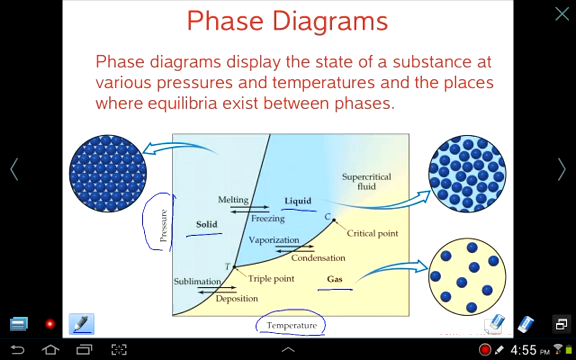 Phase Diagrams
Phase diagrams display the state of a substance at
various pressures and temperatures and the places
where equilibria exist between phases.
Supercritical
fluid
Melting
Liquid
Freezing
Solid
Pressure
C
Critical point
Vaporization
Condensation
T
Triple point
Gas
Sublimation
Deposition
Temperature
4:55 PM